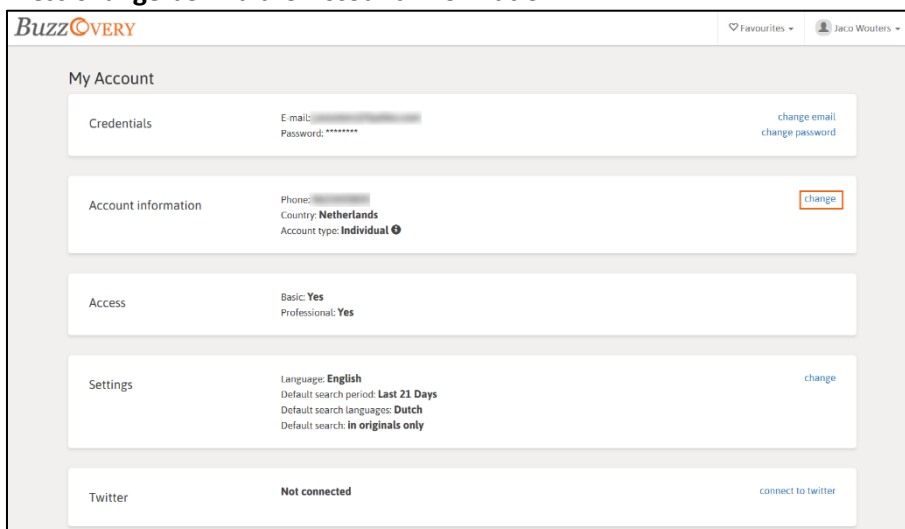 BuzzOVERY
Favourites
Jaco Wouters
My Account
Credentials
E-mail:
Password: ********
change email
change password
Account information
Phone:
Country: Netherlands
Account type: Individual
change
Access
Basic: Yes
Professional: Yes
Settings
Language: English
Default search period: Last 21 Days
Default search languages: Dutch
Default search: in originals only
change
Twitter
Not connected
connect to twitter